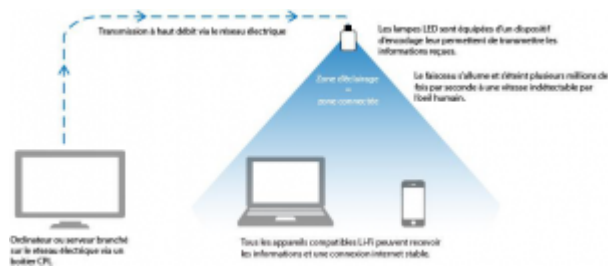 Transmission à haut débit via le réseau électrique
Les lampes LED sont équipées d'un dispositif
d'encodage leur permettant de transmettre les
informations reçues.
Le faisceau s'allume et s'éteint plusieurs millions de
fois par seconde à une vitesse indétectable par
l'oeil humain.
Zone d'éclairage
=
zone connectée
Ordinateur ou serveur branché
sur le réseau électrique via un
boitier CPL
Tous les appareils compatibles Li-Fi peuvent recevoir
les informations et une connexion internet stable.